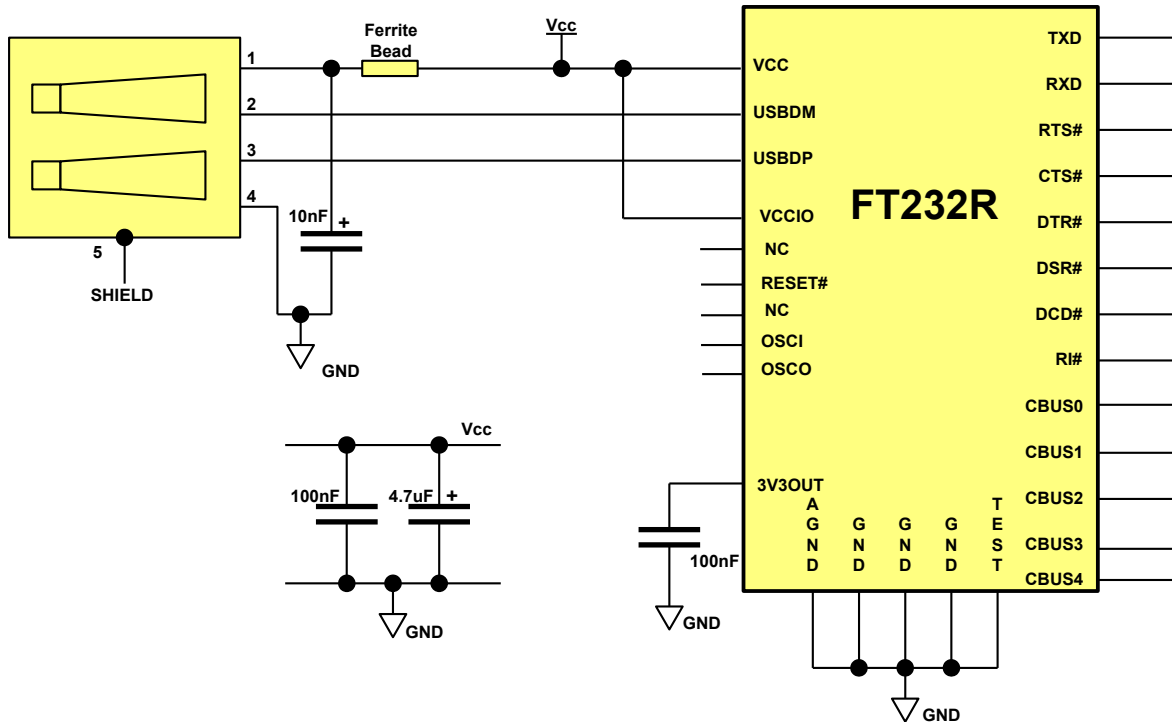 Ferrite
Bead
Vcc
1
2
3
4
5
SHIELD
10nF
+
GND
Vcc
100nF
4.7uF
+
GND
FT232R
VCC
USBDM
USBDP
VCCIO
NC
RESET#
NC
OSCI
OSCO
3V3OUT
100nF
GND
AGND
GND
GND
GND
TEST
GND
TXD
RXD
RTS#
CTS#
DTR#
DSR#
DCD#
RI#
CBUS0
CBUS1
CBUS2
CBUS3
CBUS4